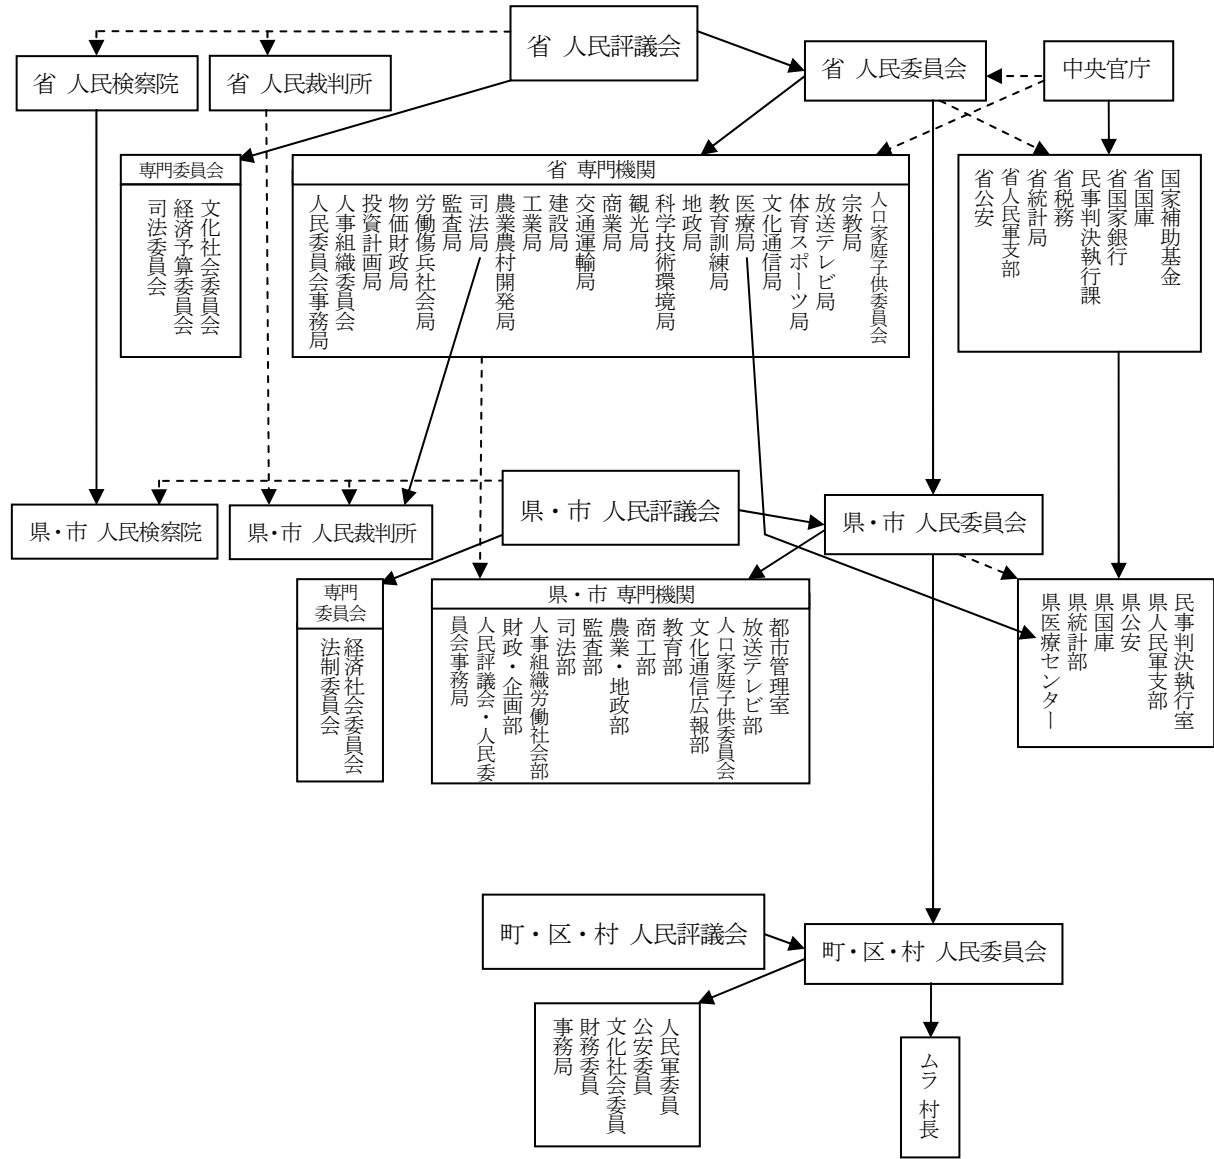 省 人民評議会
省 人民検察院
省 人民裁判所
省 人民委員会
中央官庁
専門委員会
文化社会委員会
経済予算委員会
司法委員会
省 専門機関
人口家庭子供委員会
宗教局
放送テレビ局
体育スポーツ局
文化通信局
医療局
教育訓練局
地政局
科学技術環境局
観光局
商業局
交通運輸局
建設局
工業局
農業農村開発局
司法局
監査局
労働傷兵社会局
物価財政局
投資計画局
人事組織委員会
人民委員会事務局
国家補助基金
省国庫
省国家銀行
民事判決執行課
省税務
省統計局
省人民軍支部
省公安
県・市 人民検察院
県・市 人民裁判所
県・市 人民評議会
県・市 人民委員会
専門
委員会
経済社会委員会
法制委員会
県・市 専門機関
都市管理室
放送テレビ部
人口家庭子供委員会
文化通信広報部
教育部
商工部
農業・地政部
監査部
司法部
人事組織労働社会部
財政・企画部
人民評議会・人民委
員会事務局
民事判決執行室
県人民軍支部
県公安
県国庫
県統計部
県医療センター
町・区・村 人民評議会
町・区・村 人民委員会
人民軍委員
公安委員
文化社会委員
財務委員
事務局
ムラ 村長